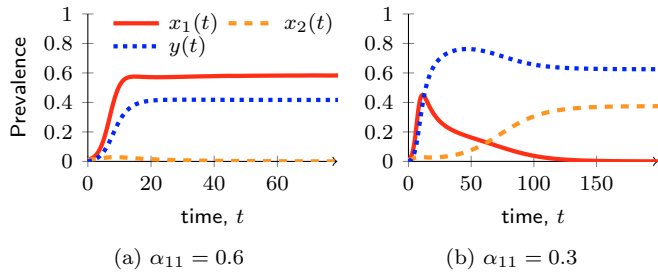 1
0.8
0.6
0.4
0.2
0
Prevalence
x₁(t)
x₂(t)
y(t)
0 20 40 60
time, t
(a) α₁₁ = 0.6
1
0.8
0.6
0.4
0.2
0
0 50 100 150
time, t
(b) α₁₁ = 0.3